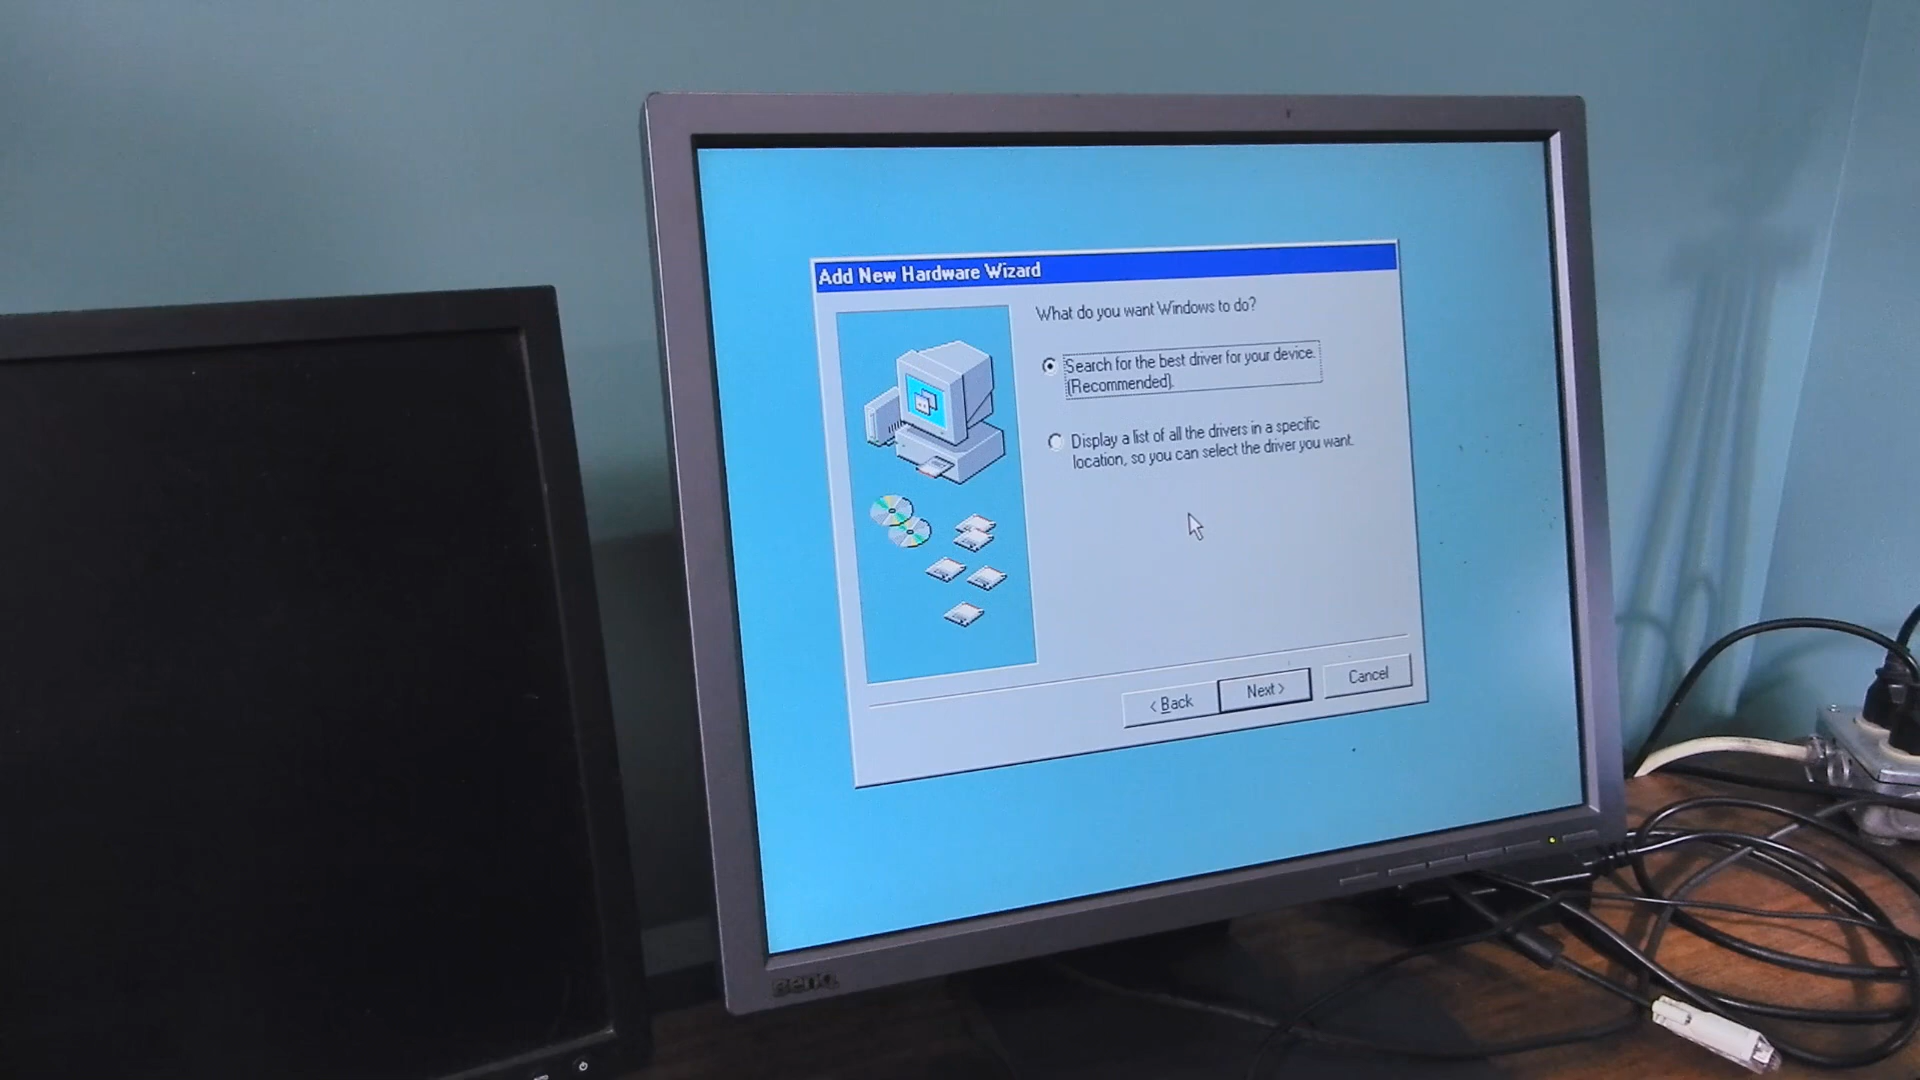 Add New Hardware Wizard
What do you want Windows to do?
Search for the best driver for your device.
(Recommended).
Display a list of all the drivers in a specific
location, so you can select the driver you want.
< Back
Next >
Cancel
BenQ